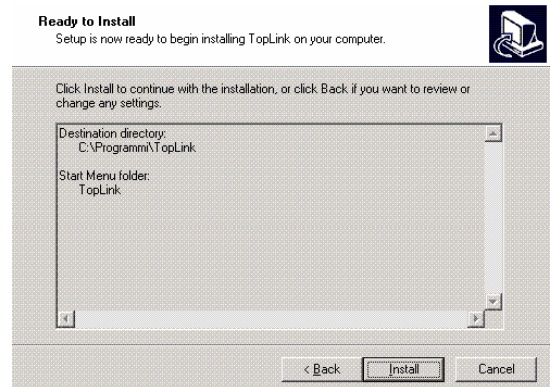 Ready to Install
Setup is now ready to begin installing TopLink on your computer.
Click Install to continue with the installation, or click Back if you want to review or
change any settings.
Destination directory:
C:\Programmi\TopLink
Start Menu folder:
TopLink
< Back
Install
Cancel